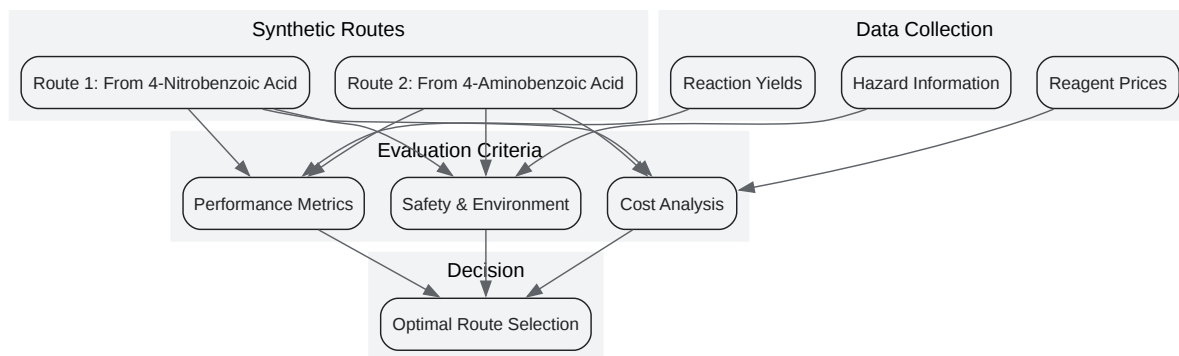 Synthetic Routes
Data Collection
Route 1: From 4-Nitrobenzoic Acid
Route 2: From 4-Aminobenzoic Acid
Reaction Yields
Hazard Information
Reagent Prices
Evaluation Criteria
Performance Metrics
Safety & Environment
Cost Analysis
Decision
Optimal Route Selection